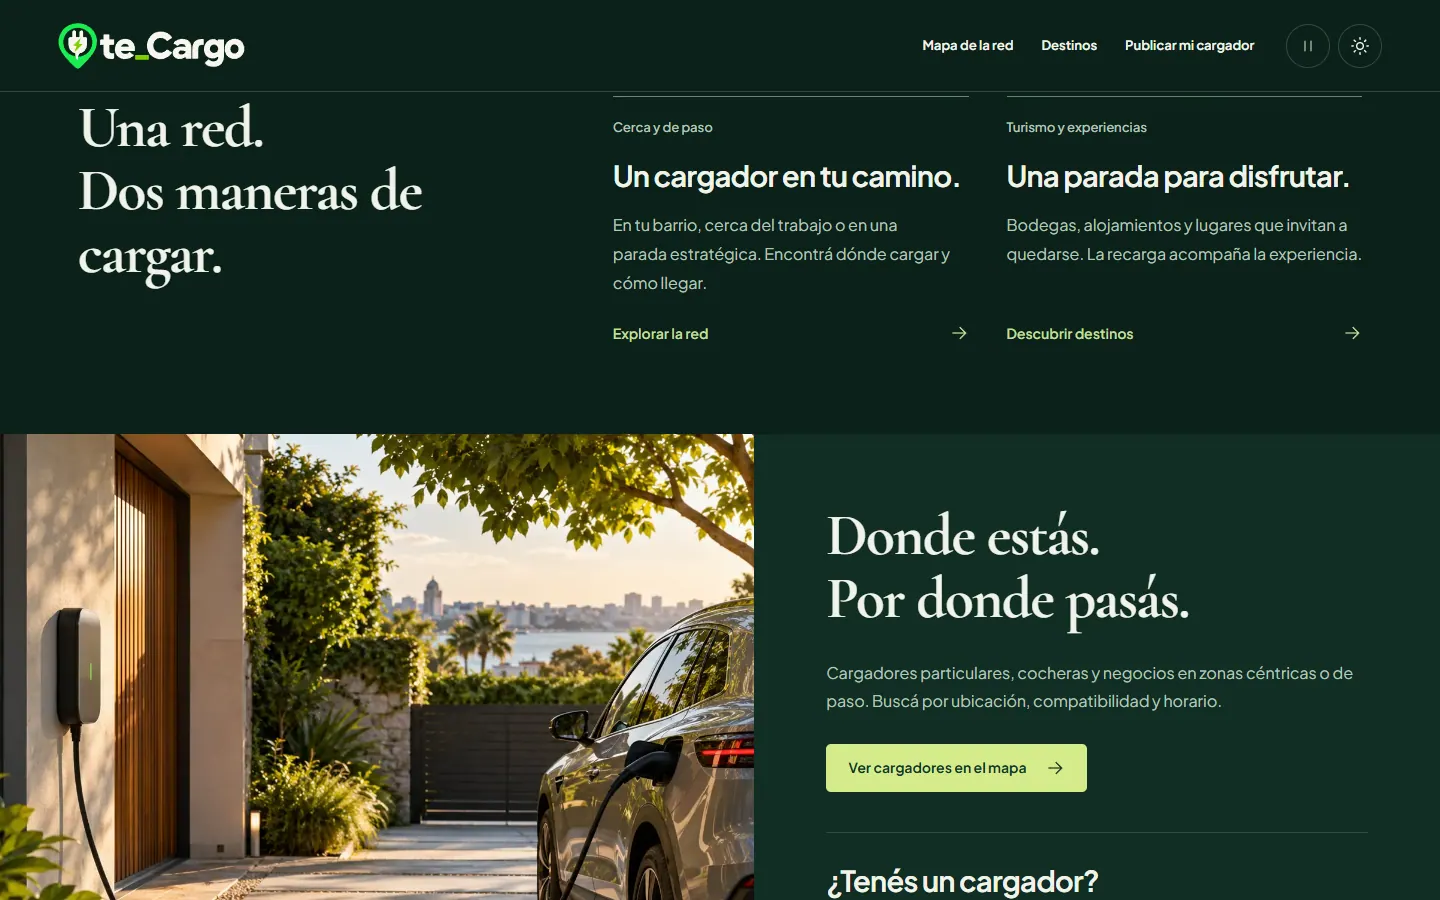 te_Cargo
Mapa de la red
Destinos
Publicar mi cargador
Una red.
Dos maneras de
cargar.
Cerca y de paso
Un cargador en tu camino.
En tu barrio, cerca del trabajo o en una
parada estratégica. Encontrá dónde cargar y
cómo llegar.
Explorar la red
Turismo y experiencias
Una parada para disfrutar.
Bodegas, alojamientos y lugares que invitan a
quedarse. La recarga acompaña la experiencia.
Descubrir destinos
Donde estás.
Por donde pasás.
Cargadores particulares, cocheras y negocios en zonas céntricas o de
paso. Buscá por ubicación, compatibilidad y horario.
Ver cargadores en el mapa
¿Tenés un cargador?